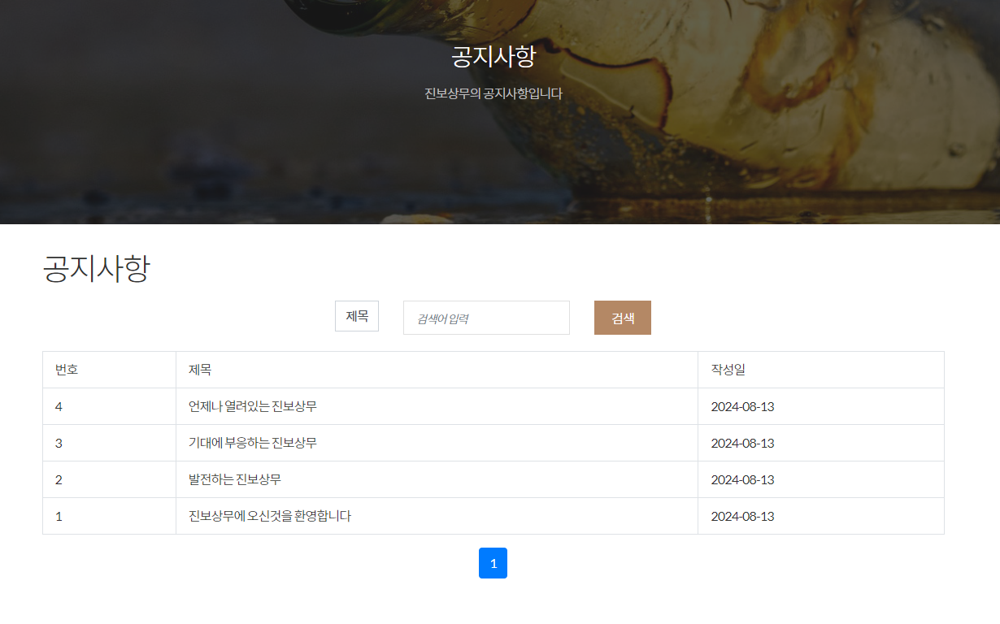 공지사항
진보상무의 공지사항입니다
공지사항
제목 검색어 입력 검색
번호 제목 작성일
4 언제나 열려있는 진보상무 2024-08-13
3 기대에 부응하는 진보상무 2024-08-13
2 발전하는 진보상무 2024-08-13
1 진보상무에 오신것을 환영합니다 2024-08-13
1